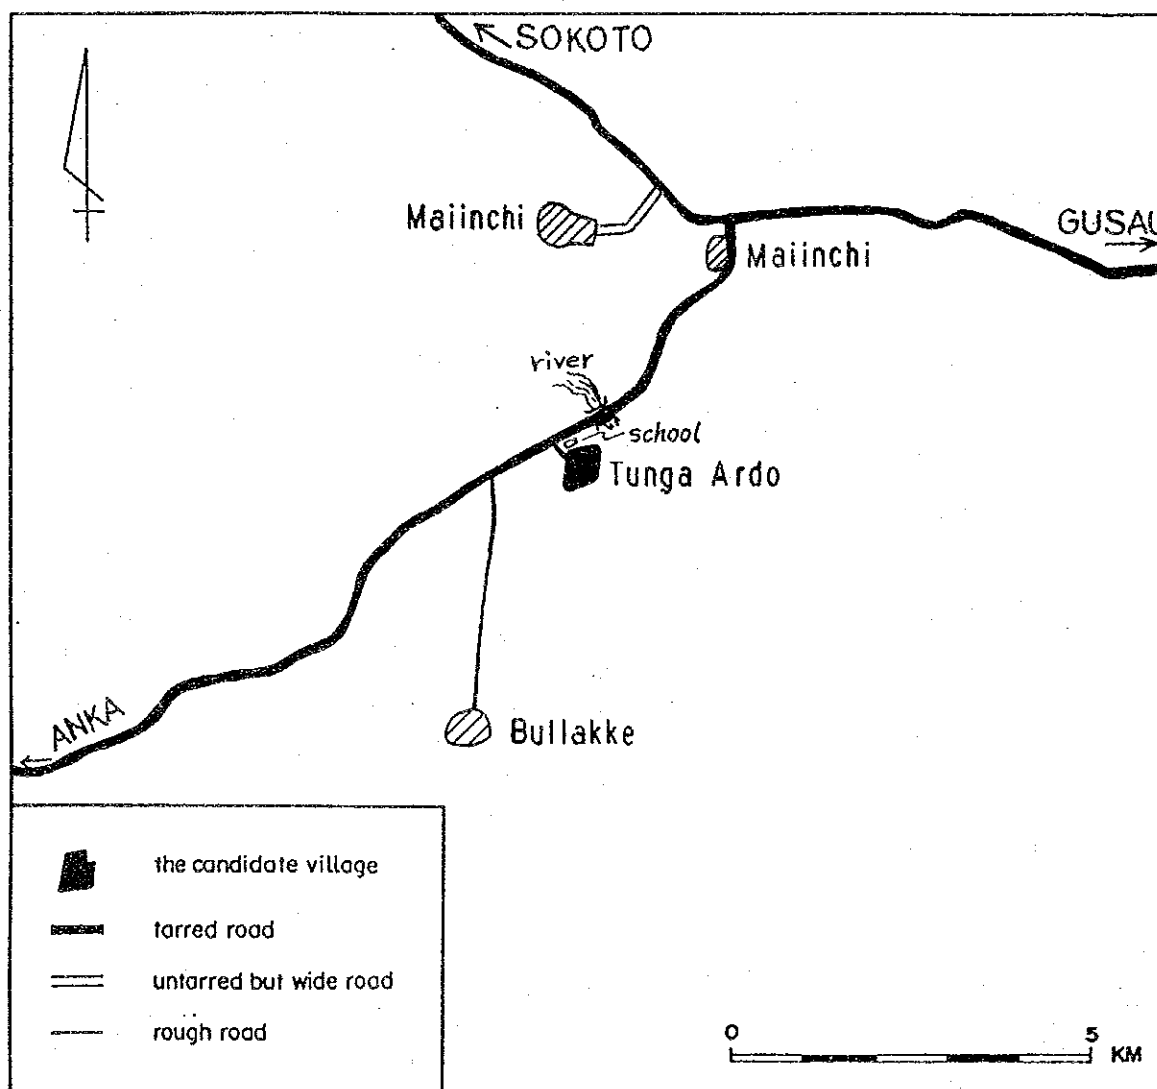 SOKOTO
Maiinchi
GUSAU
Maiinchi
river
school
Tunga Ardo
ANKA
Bullakke
the candidate village
tarred road
untarred but wide road
rough road
0 5
KM